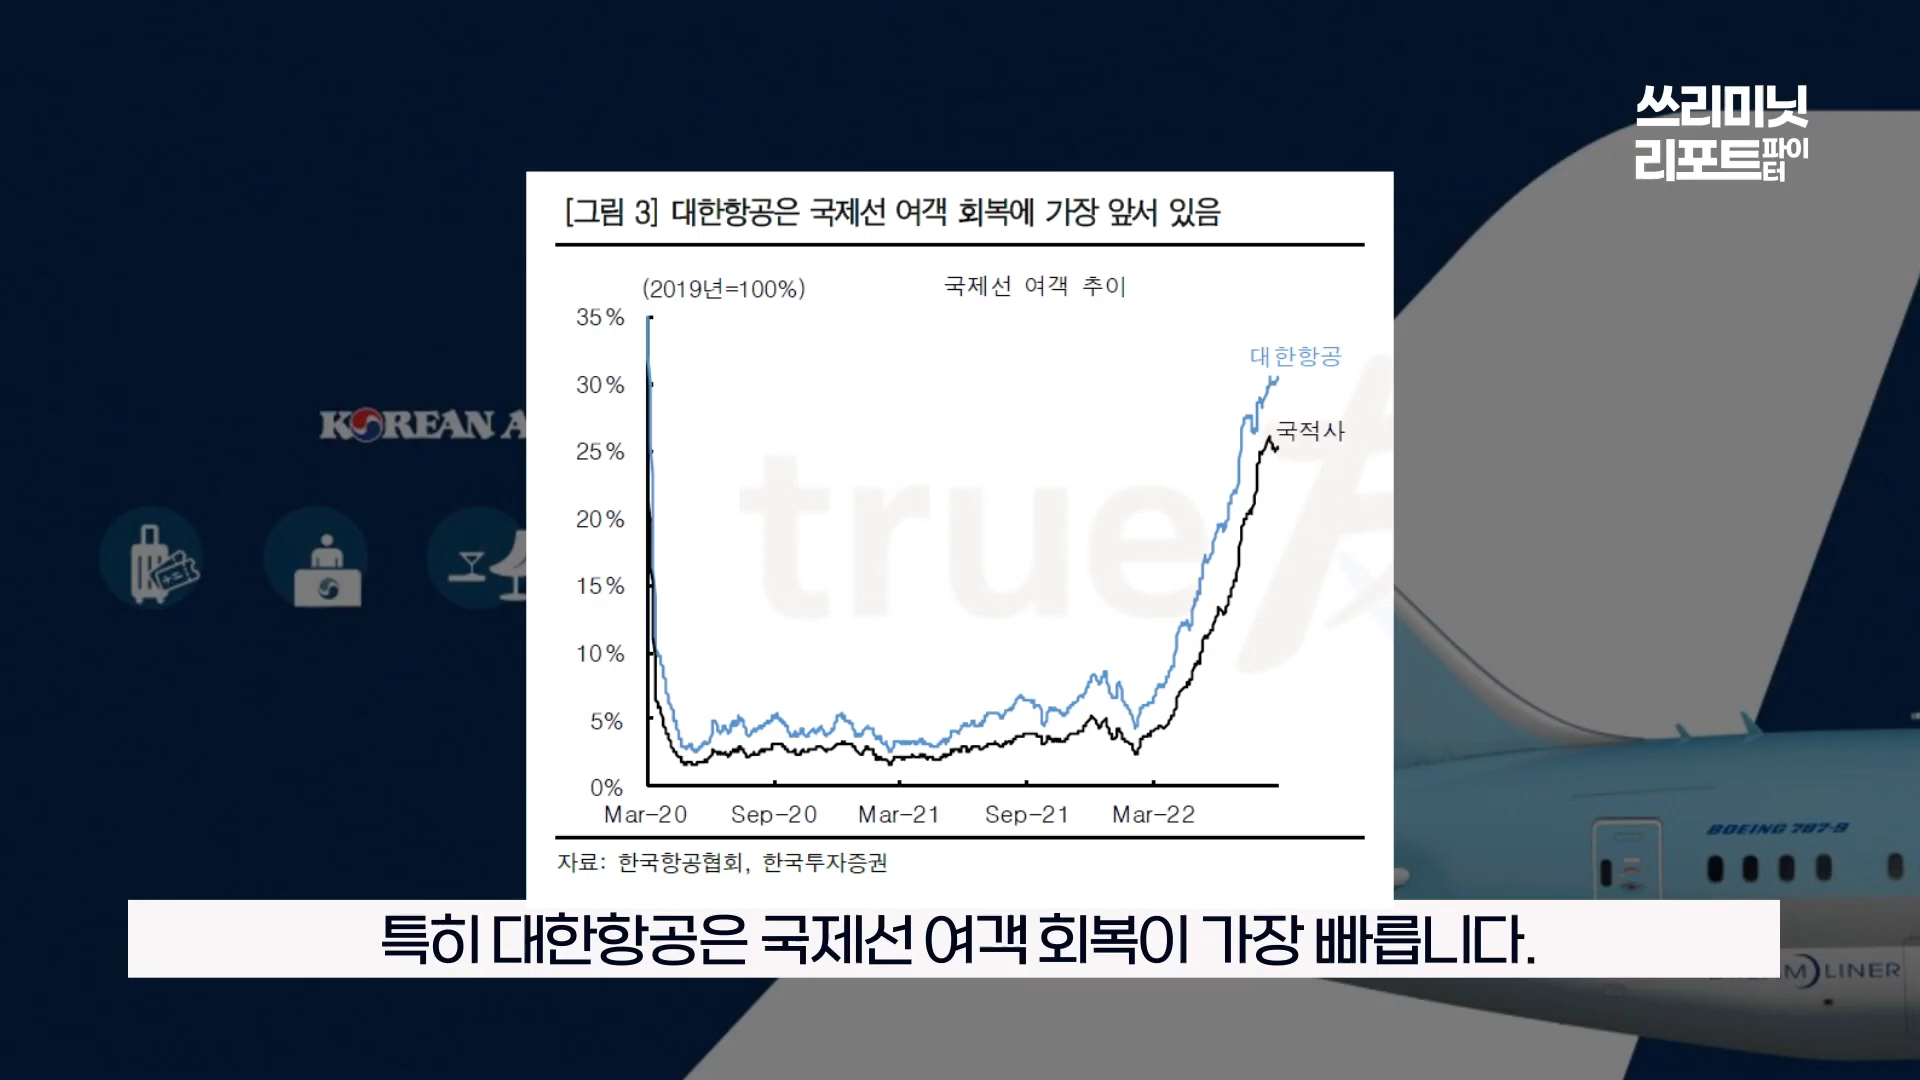 쓰리미닛
리포트파이터
[그림 3] 대한항공은 국제선 여객 회복에 가장 앞서 있음
(2019년=100%)
국제선 여객 추이
35%
30%
25%
20%
15%
10%
5%
0%
대한항공
국적사
Mar-20 Sep-20 Mar-21 Sep-21 Mar-22
자료: 한국항공협회, 한국투자증권
true
KOREAN A
BOEING 787-9
특히 대한항공은 국제선 여객 회복이 가장 빠릅니다.
LINER